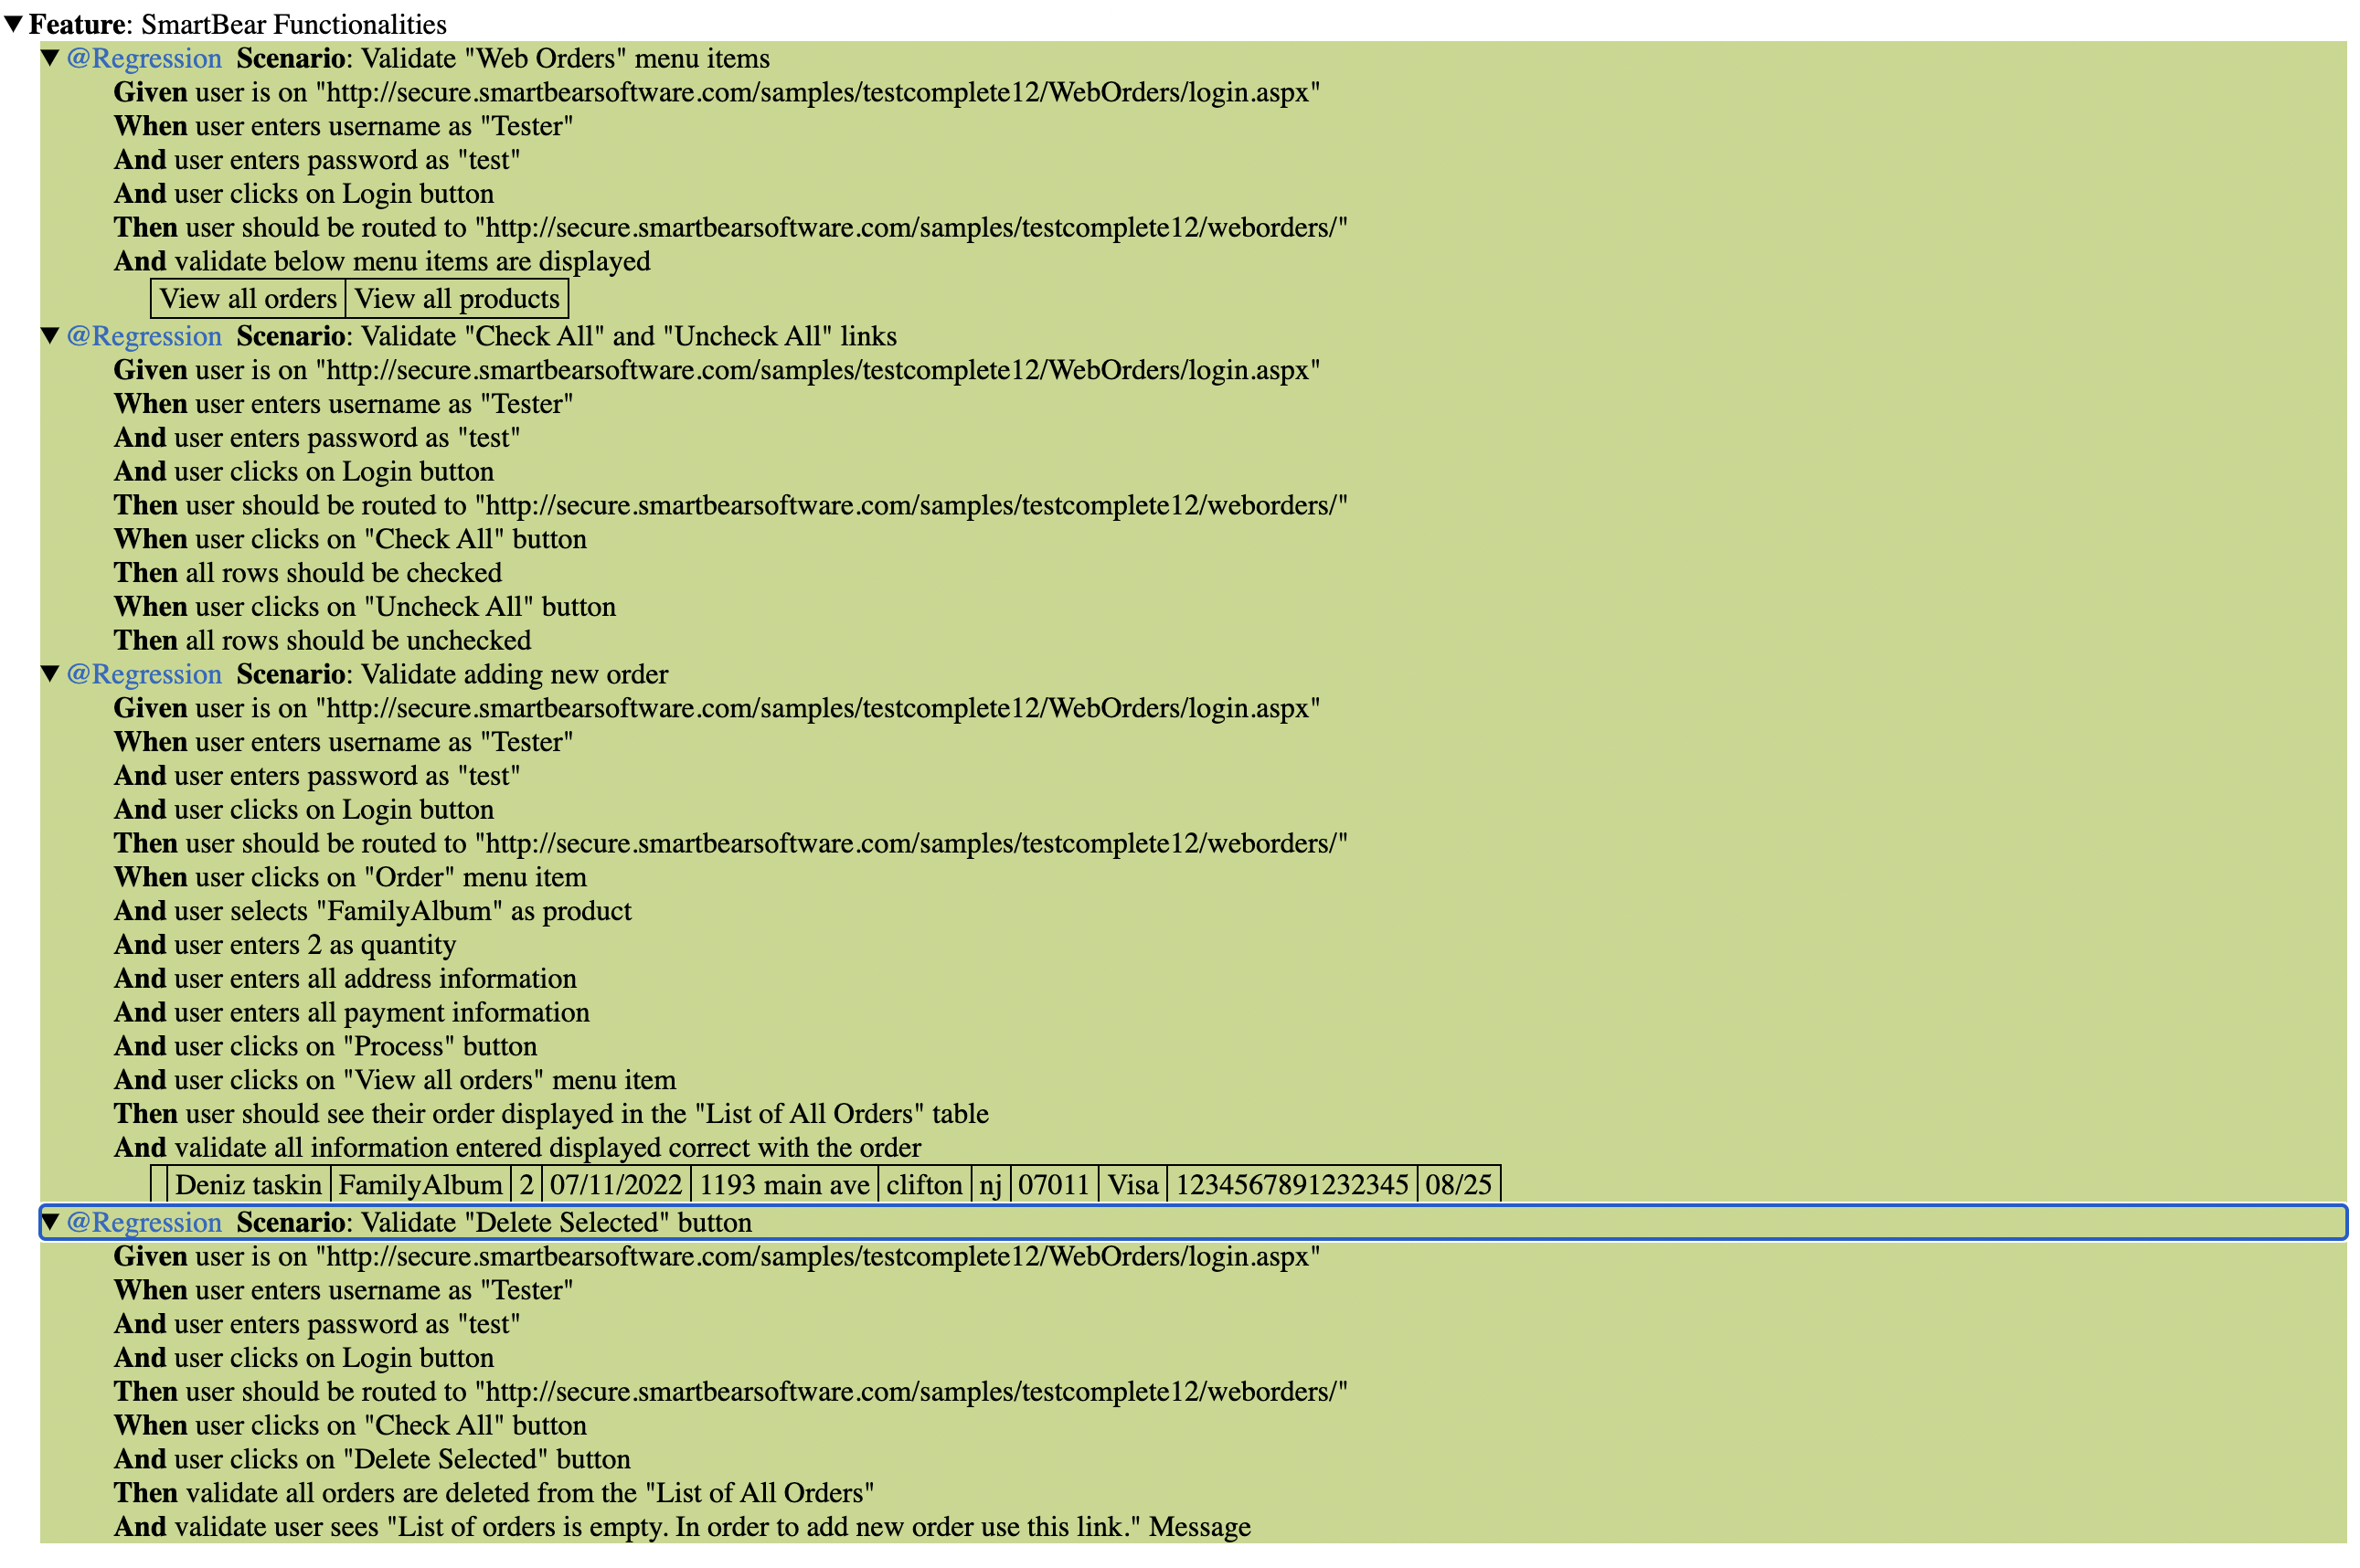 Feature: SmartBear Functionalities
@Regression Scenario: Validate "Web Orders" menu items
Given user is on "http://secure.smartbearsoftware.com/samples/testcomplete12/WebOrders/login.aspx"
When user enters username as "Tester"
And user enters password as "test"
And user clicks on Login button
Then user should be routed to "http://secure.smartbearsoftware.com/samples/testcomplete12/weborders/"
And validate below menu items are displayed
View all orders View all products
@Regression Scenario: Validate "Check All" and "Uncheck All" links
Given user is on "http://secure.smartbearsoftware.com/samples/testcomplete12/WebOrders/login.aspx"
When user enters username as "Tester"
And user enters password as "test"
And user clicks on Login button
Then user should be routed to "http://secure.smartbearsoftware.com/samples/testcomplete12/weborders/"
When user clicks on "Check All" button
Then all rows should be checked
When user clicks on "Uncheck All" button
Then all rows should be unchecked
@Regression Scenario: Validate adding new order
Given user is on "http://secure.smartbearsoftware.com/samples/testcomplete12/WebOrders/login.aspx"
When user enters username as "Tester"
And user enters password as "test"
And user clicks on Login button
Then user should be routed to "http://secure.smartbearsoftware.com/samples/testcomplete12/weborders/"
When user clicks on "Order" menu item
And user selects "FamilyAlbum" as product
And user enters 2 as quantity
And user enters all address information
And user enters all payment information
And user clicks on "Process" button
And user clicks on "View all orders" menu item
Then user should see their order displayed in the "List of All Orders" table
And validate all information entered displayed correct with the order
Deniz taskin FamilyAlbum 2 07/11/2022 1193 main ave clifton nj 07011 Visa 1234567891232345 08/25
@Regression Scenario: Validate "Delete Selected" button
Given user is on "http://secure.smartbearsoftware.com/samples/testcomplete12/WebOrders/login.aspx"
When user enters username as "Tester"
And user enters password as "test"
And user clicks on Login button
Then user should be routed to "http://secure.smartbearsoftware.com/samples/testcomplete12/weborders/"
When user clicks on "Check All" button
And user clicks on "Delete Selected" button
Then validate all orders are deleted from the "List of All Orders"
And validate user sees "List of orders is empty. In order to add new order use this link." Message